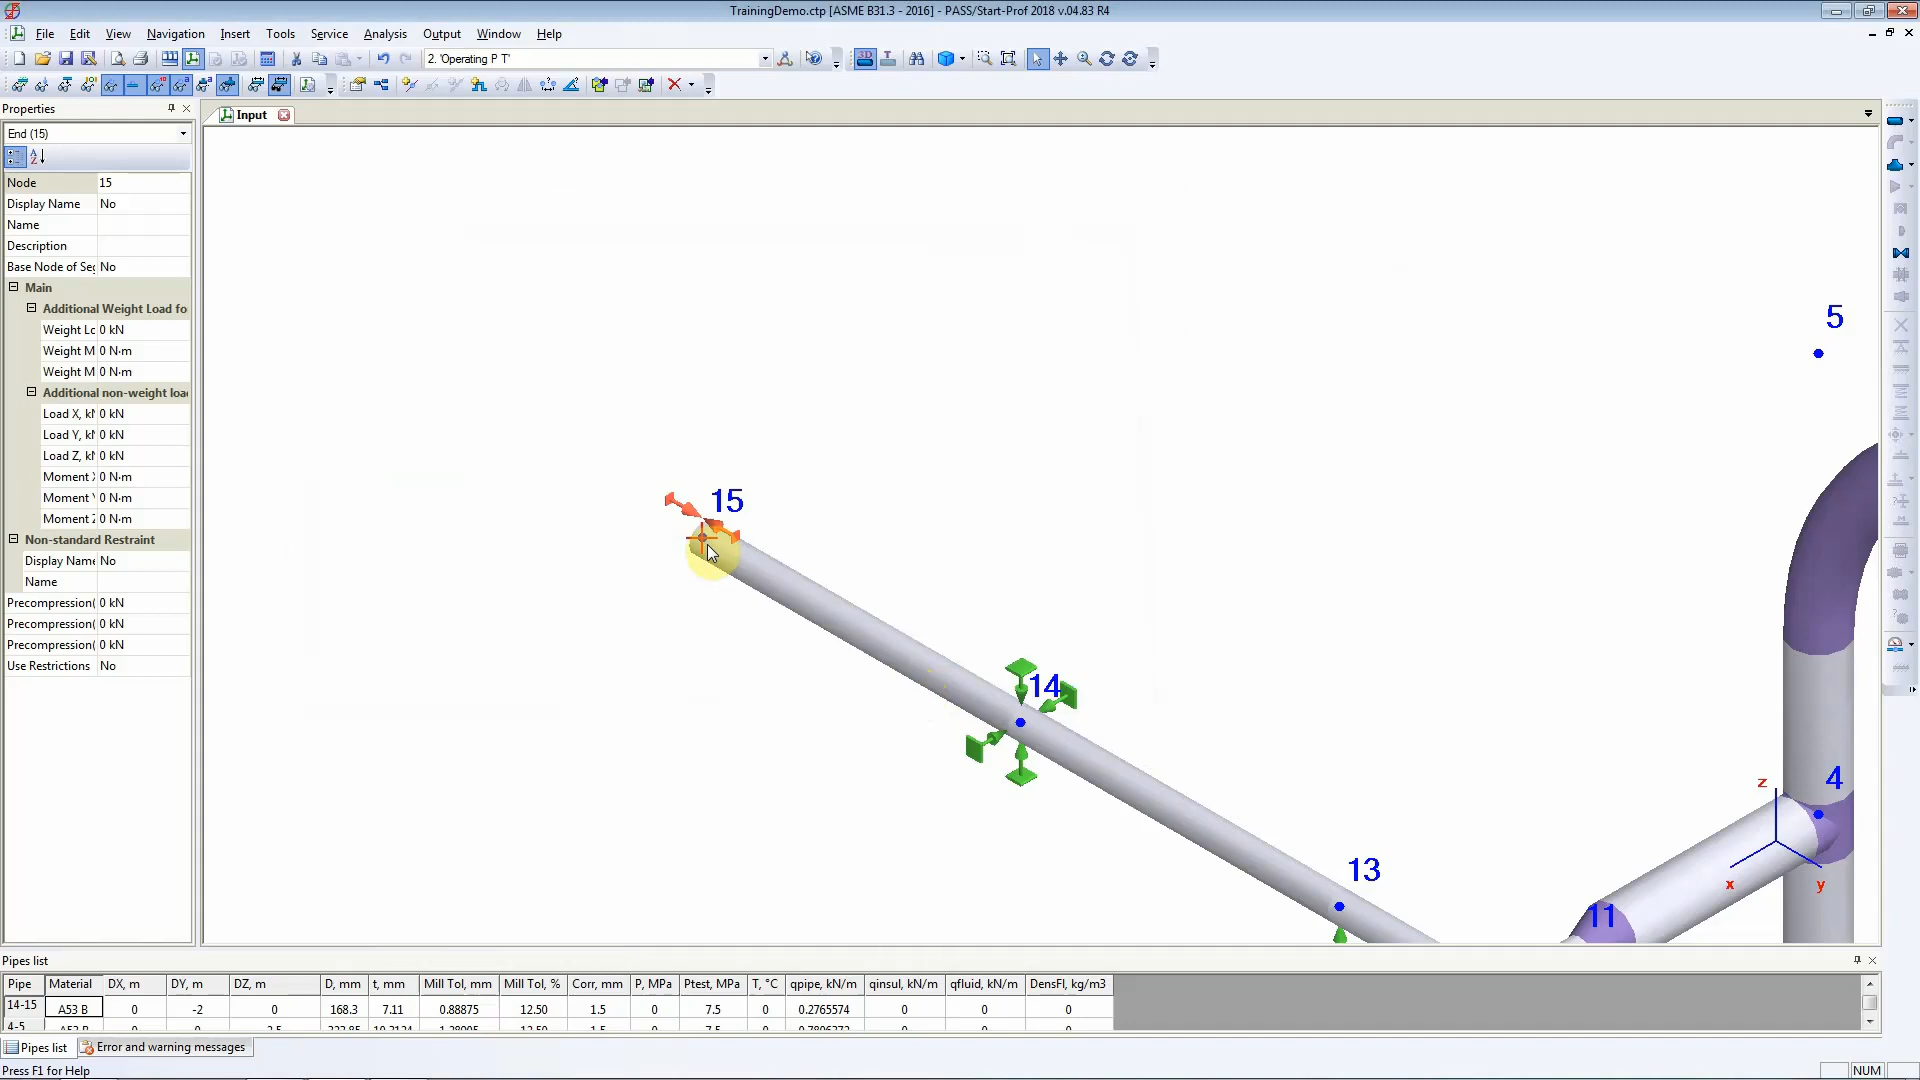 TrainingDemo.ctp [ASME B31.3 - 2016] - PASS/Start-Prof 2018 v.04.83 R4
File Edit View Navigation Insert Tools Service Analysis Output Window Help
2. 'Operating P T'
Properties
Input
End (15)
Node 15
Display Name No
Name
Description
Base Node of Seg No
Main
Additional Weight Load fo
Weight Lo 0 kN
Weight M 0 N·m
Weight M 0 N·m
Additional non-weight load
Load X, kN 0 kN
Load Y, kN 0 kN
Load Z, kN 0 kN
Moment X 0 N·m
Moment Y 0 N·m
Moment Z 0 N·m
Non-standard Restraint
Display Name No
Name
Precompression( 0 kN
Precompression( 0 kN
Precompression( 0 kN
Use Restrictions No
5
15
14
4
z
x
y
13
11
Pipes list
Pipe Material DX, m DY, m DZ, m D, mm t, mm Mill Tol, mm Mill Tol, % Corr, mm P, MPa Ptest, MPa T, °C qpipe, kN/m qinsul, kN/m qfluid, kN/m DensFl, kg/m3
14-15 A53 B 0 -2 0 168.3 7.11 0.88875 12.50 1.5 0 7.5 0 0.2765574 0 0 0
Pipes list Error and warning messages
Press F1 for Help NUM